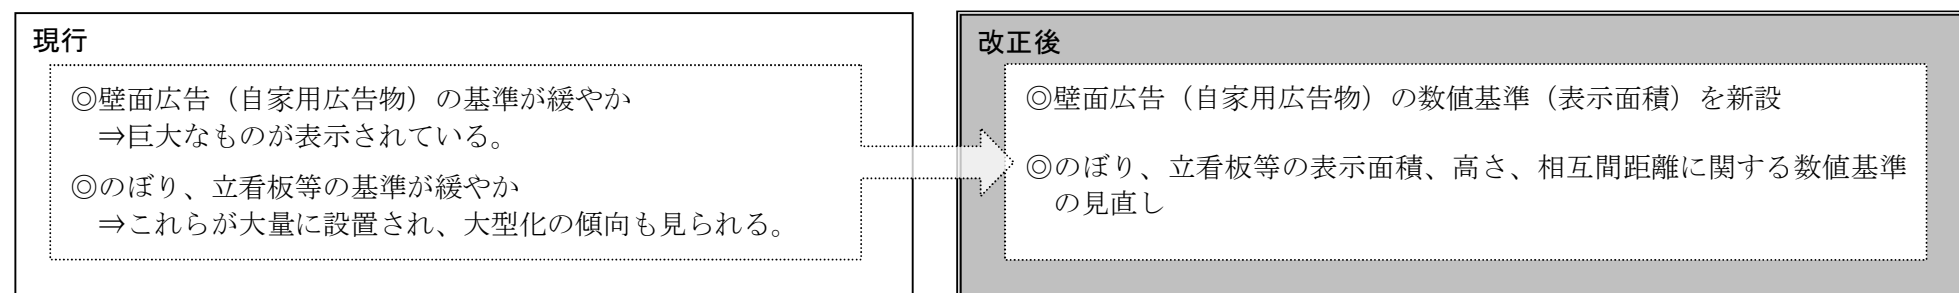 現行
◎壁面広告（自家用広告物）の基準が緩やか
⇒巨大なものが表示されている。
◎のぼり、立看板等の基準が緩やか
⇒これらが大量に設置され、大型化の傾向も見られる。
改正後
◎壁面広告（自家用広告物）の数値基準（表示面積）を新設
◎のぼり、立看板等の表示面積、高さ、相互間距離に関する数値基準
の見直し